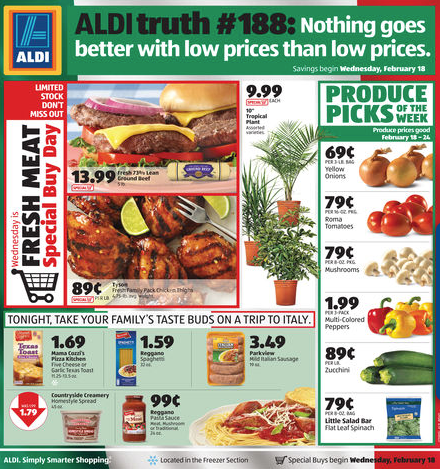 ALDI
ALDI truth #188: Nothing goes
better with low prices than low prices.
Savings begin Wednesday, February 18
LIMITED
STOCK
DON'T
MISS OUT
Wednesday is
FRESH MEAT
Special Buy Day
13.99
Fresh 73% Lean
Ground Beef
5 lb.
89¢
PER LB.
Tyson
Fresh Family Pack Chicken Thighs
4.75 lbs. avg. weight
9.99
EACH
10"
Tropical
Plant
Assorted
varieties.
PRODUCE
PICKS OF THE WEEK
Produce prices good
February 18 – 24
69¢
PER 3-LB. BAG
Yellow
Onions
79¢
PER 16-OZ. PKG.
Roma
Tomatoes
79¢
PER 8-OZ. PKG.
Mushrooms
1.99
PER 3-PACK
Multi-Colored
Peppers
89¢
PER LB.
Zucchini
79¢
PER 8-OZ. BAG
Little Salad Bar
Flat Leaf Spinach
TONIGHT, TAKE YOUR FAMILY'S TASTE BUDS ON A TRIP TO ITALY.
Texas
Toast
1.69
Mama Cozzi's
Pizza Kitchen
Five Cheese or
Garlic Texas Toast
11.25-13.5 oz.
1.59
Reggano
Spaghetti
32 oz.
3.49
Parkview
Mild Italian Sausage
19 oz.
1.79
Countryside Creamery
Homestyle Spread
45 oz.
99¢
Reggano
Pasta Sauce
Meat, Mushroom
or Traditional
24 oz.
ALDI. Simply Smarter Shopping.
Located in the Freezer Section
Special Buys begin Wednesday, February 18